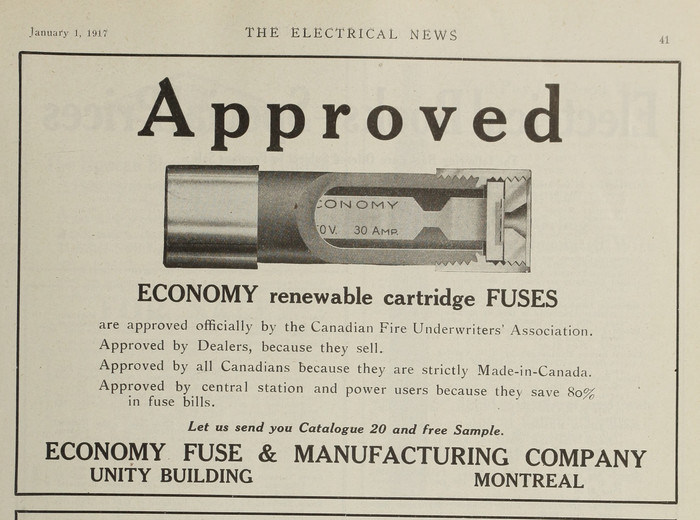 January 1, 1917
THE ELECTRICAL NEWS
41
Approved
CONOMY
0 V. 30 AMP.
ECONOMY renewable cartridge FUSES
are approved officially by the Canadian Fire Underwriters' Association.
Approved by Dealers, because they sell.
Approved by all Canadians because they are strictly Made-in-Canada.
Approved by central station and power users because they save 80%
in fuse bills.
Let us send you Catalogue 20 and free Sample.
ECONOMY FUSE & MANUFACTURING COMPANY
UNITY BUILDING
MONTREAL